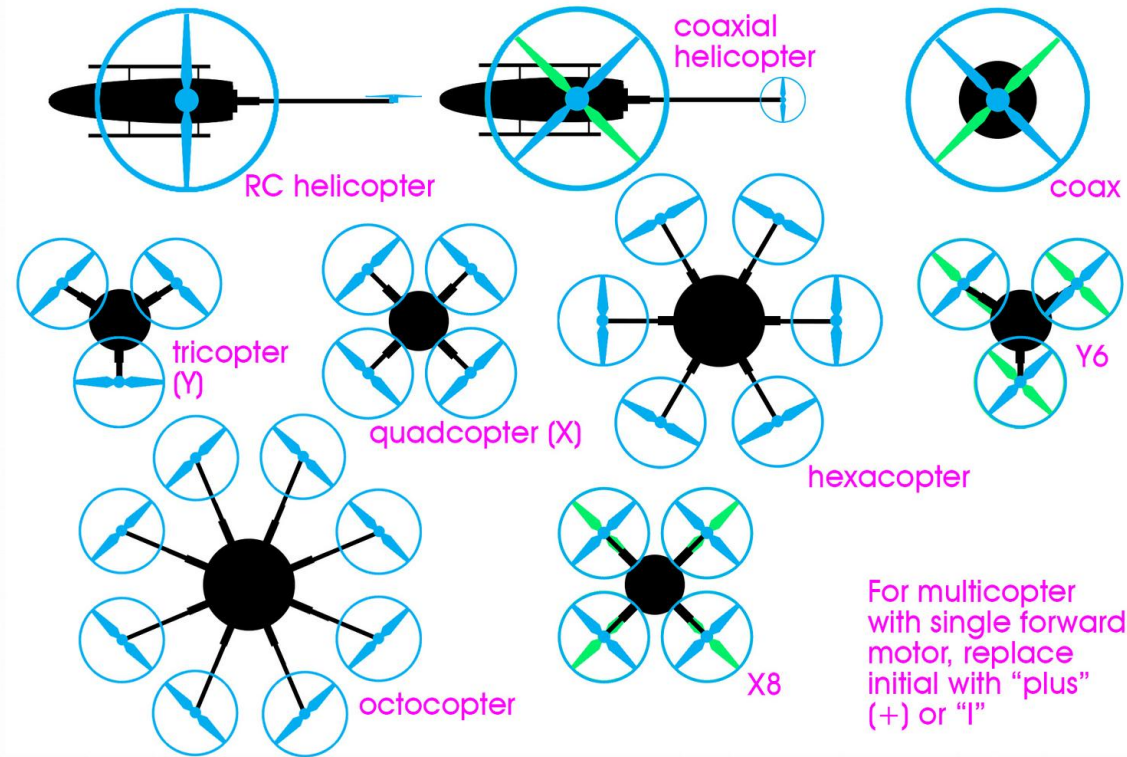 coaxial
helicopter
RC helicopter
coax
tricopter
(Y)
quadcopter (X)
hexacopter
Y6
octocopter
X8
For multicopter
with single forward
motor, replace
initial with “plus”
(+) or “I”